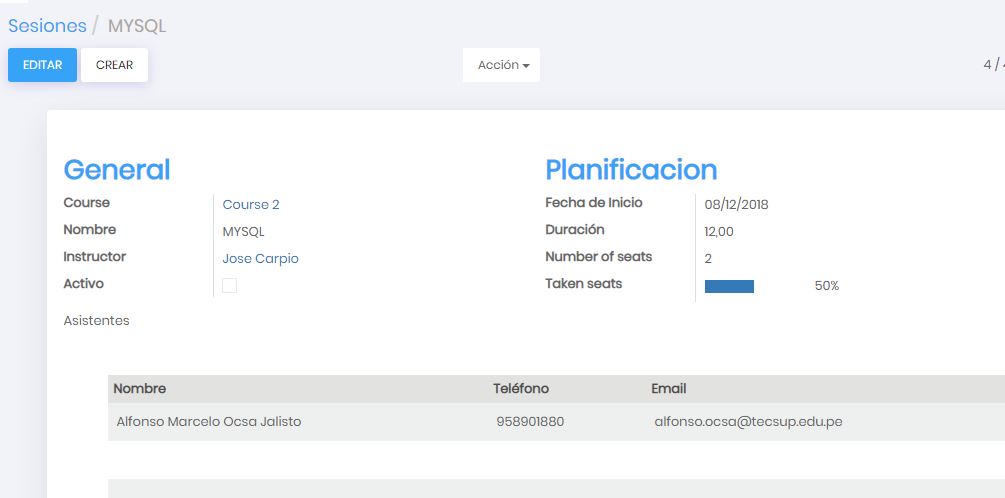 Sesiones / MYSQL
EDITAR CREAR Acción 4 /
General
Course Course 2
Nombre MYSQL
Instructor Jose Carpio
Activo
Planificacion
Fecha de Inicio 08/12/2018
Duración 12,00
Number of seats 2
Taken seats 50%
Asistentes
Nombre Teléfono Email
Alfonso Marcelo Ocsa Jalisto 958901880 alfonso.ocsa@tecsup.edu.pe